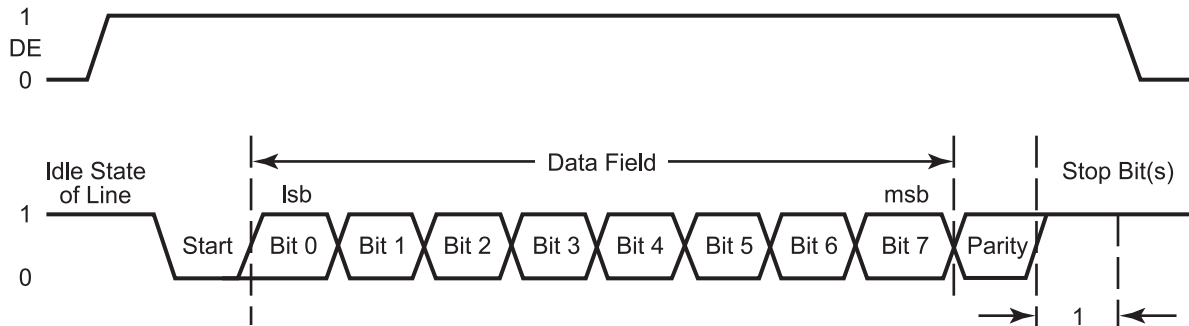 1
DE
0
Data Field
Idle State
of Line
Stop Bit(s)
lsb
msb
1
Start
Bit 0
Bit 1
Bit 2
Bit 3
Bit 4
Bit 5
Bit 6
Bit 7
Parity
0
1